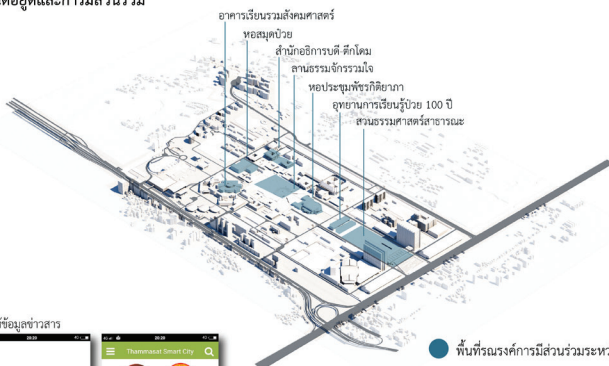 และการมีส่วนร่วม
อาคารเรียนรวมสังคมศาสตร์
หอสมุดป๋วย
สำนักอธิการบดี-ตึกโดม
ลานธรรมจักรรวมใจ
หอประชุมพัชรกิติยาภา
อุทยานการเรียนรู้ป๋วย 100 ปี
สวนธรรมศาสตร์สาธารณะ
ข้อมูลข่าวสาร
20:20
20:20
Thammasat Smart City
พื้นที่รณรงค์การมีส่วนร่วมระหว